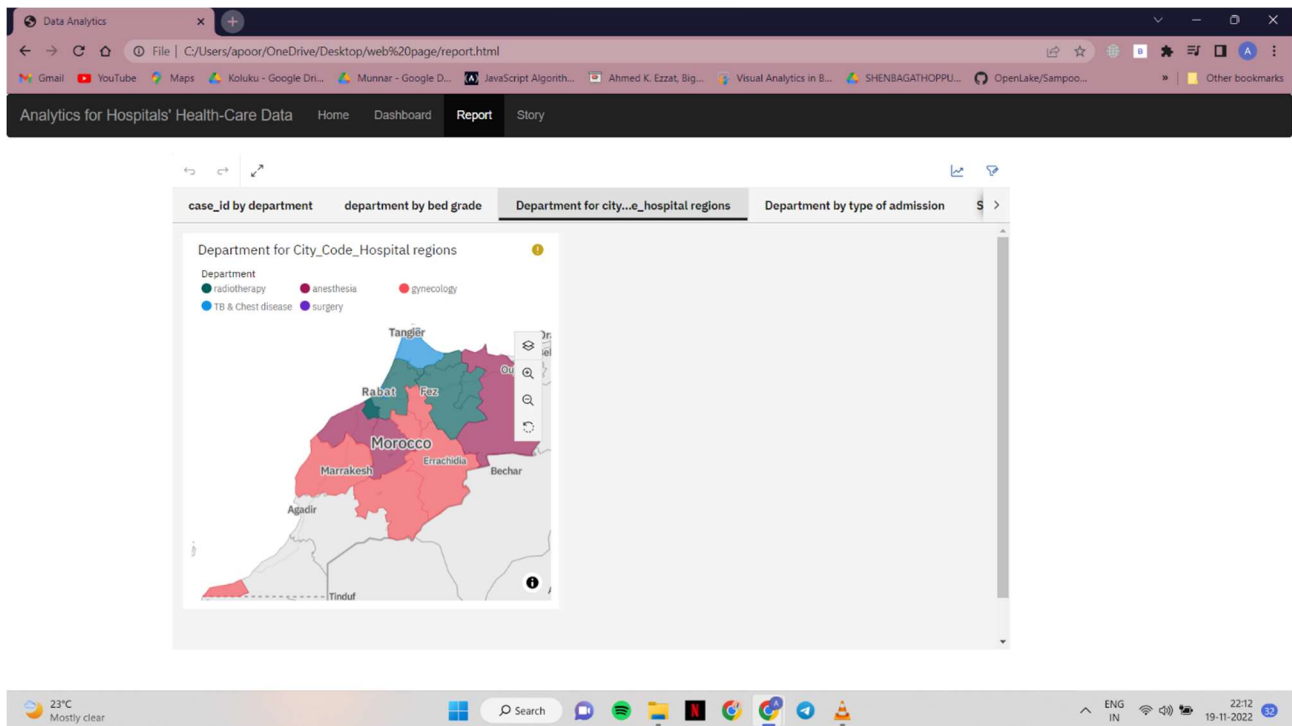 Data Analytics
File | C:/Users/apoor/OneDrive/Desktop/web%20page/report.html
Gmail YouTube Maps Koluku - Google Dri... Munnar - Google D... JavaScript Algorith... Ahmed K. Ezzat, Big... Visual Analytics in B... SHENBAGATHOPPU... OpenLake/Sampoo... » Other bookmarks
Analytics for Hospitals' Health-Care Data Home Dashboard Report Story
case_id by department department by bed grade Department for city...e_hospital regions Department by type of admission S
Department for City_Code_Hospital regions
Department
radiotherapy anesthesia gynecology
TB & Chest disease surgery
Tangier
Ou
Rabat Fez
Morocco
Errachidia
Marrakesh Bechar
Agadir
Tinduf
23°C
Mostly clear
Search
ENG
IN
22:12
19-11-2022
32